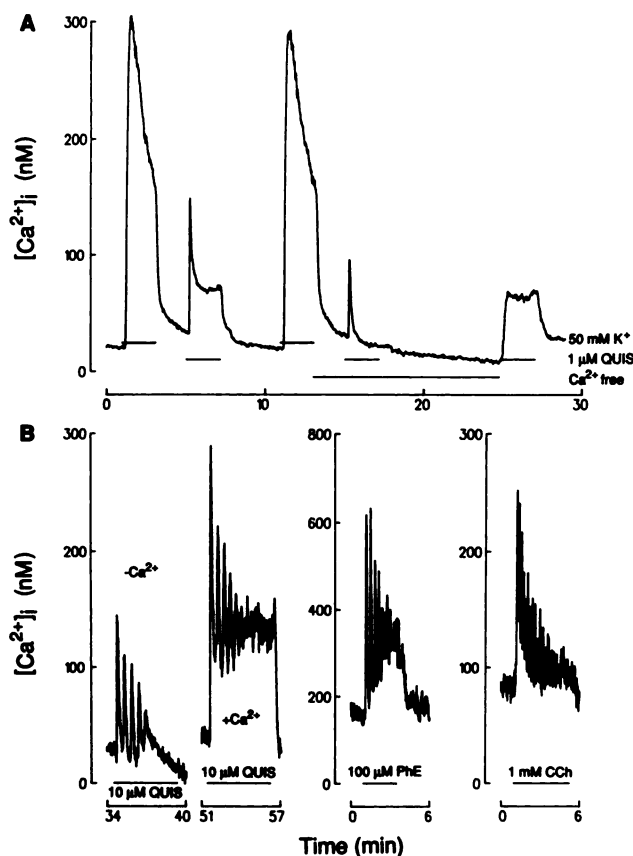 A
300
200
100
0
[Ca²⁺]i (nM)
50 mM K⁺
1 µM QUIS
Ca²⁺ free
0 10 20 30
B
300
200
100
0
[Ca²⁺]i (nM)
-Ca²⁺
+Ca²⁺
10 µM QUIS
10 µM QUIS
34 40
51 57
800
600
400
200
0
100 µM PhE
0 6
300
200
100
0
1 mM CCh
0 6
Time (min)